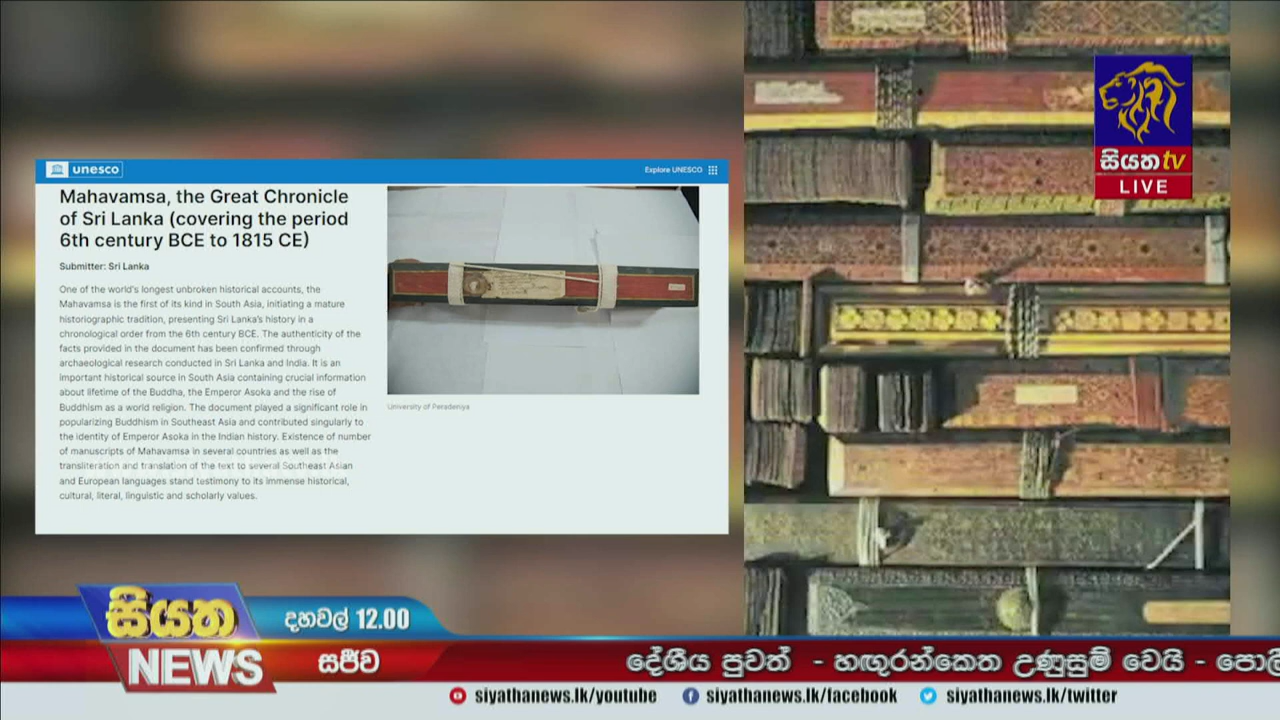 unesco
Explore UNESCO
Mahavamsa, the Great Chronicle
of Sri Lanka (covering the period
6th century BCE to 1815 CE)
Submitter: Sri Lanka
One of the world's longest unbroken historical accounts, the
Mahavamsa is the first of its kind in South Asia, initiating a mature
historiographic tradition, presenting Sri Lanka's history in a
chronological order from the 6th century BCE. The authenticity of the
facts provided in the document has been confirmed through
archaeological research conducted in Sri Lanka and India. It is an
important historical source in South Asia containing crucial information
about lifetime of the Buddha, the Emperor Asoka and the rise of
Buddhism as a world religion. The document played a significant role in
popularizing Buddhism in Southeast Asia and contributed singularly to
the identity of Emperor Asoka in the Indian history. Existence of number
of manuscripts of Mahavamsa in several countries as well as the
transliteration and translation of the text to several Southeast Asian
and European languages stand testimony to its immense historical,
cultural, literal, linguistic and scholarly values.
University of Peradeniya
සියත tv
LIVE
සියත
NEWS
දහවල් 12.00
සජීව
දේශීය පුවත් - හඟුරන්කෙත උණුසුම් වෙයි - පොලි
siyathanews.lk/youtube
siyathanews.lk/facebook
siyathanews.lk/twitter